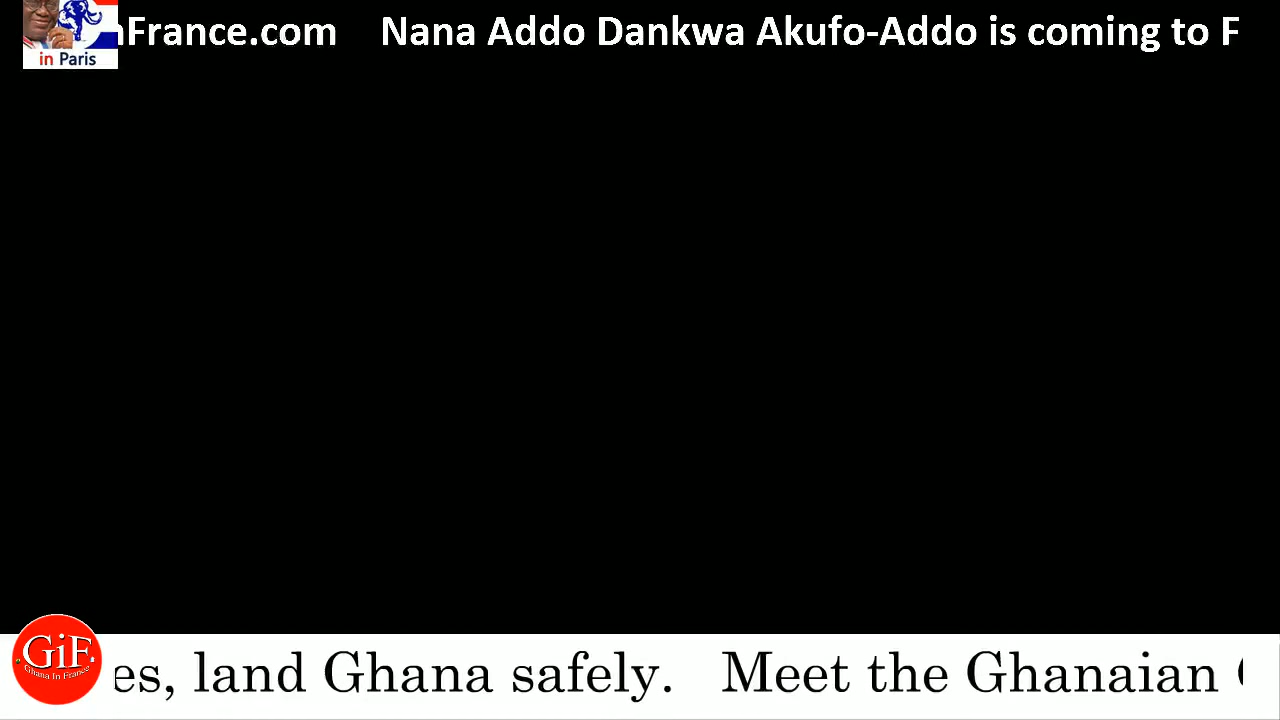 France.com Nana Addo Dankwa Akufo-Addo is coming to F
in Paris
GiF
Ghana In France
es, land Ghana safely. Meet the Ghanaian